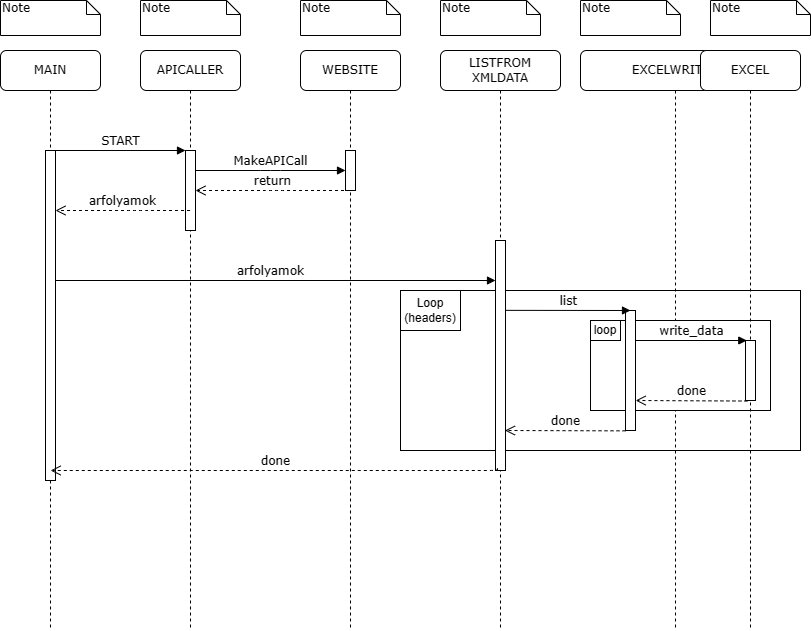 Note
Note
Note
Note
Note
Note
MAIN
APICALLER
WEBSITE
LISTFROM
XMLDATA
EXCELWRIT
EXCEL
START
MakeAPICall
return
arfolyamok
arfolyamok
Loop
(headers)
list
loop
write_data
done
done
done